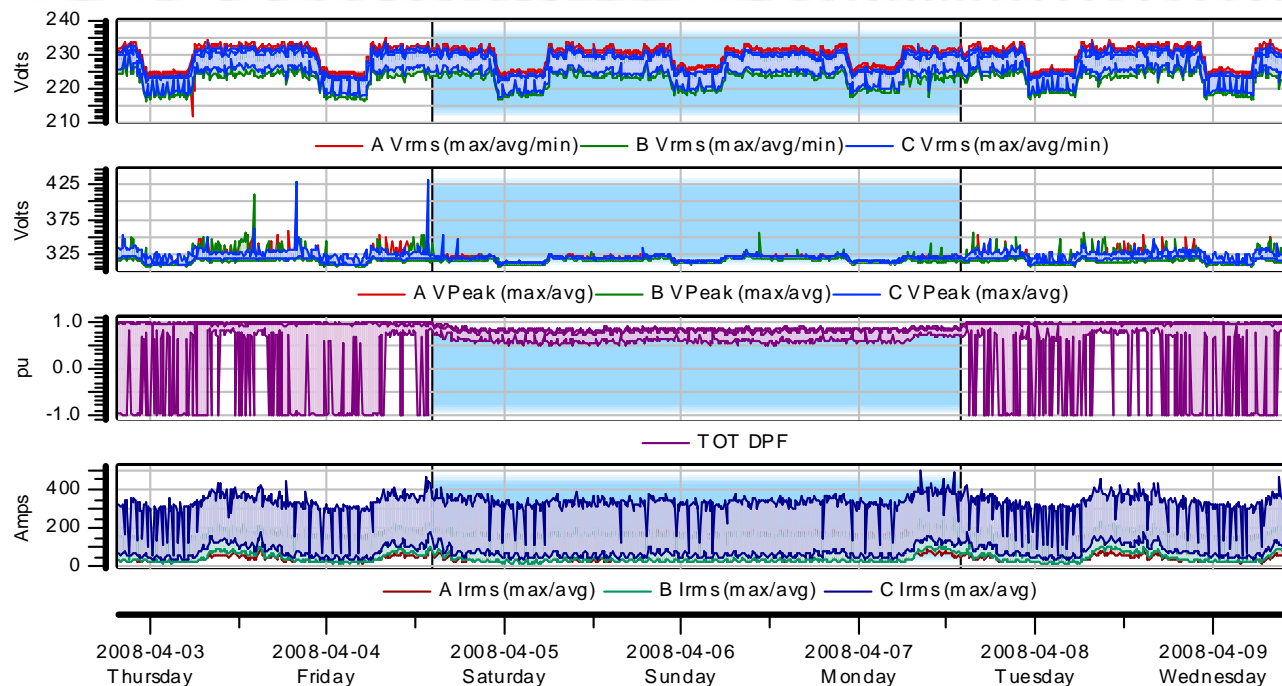 240
230
220
210
Volts
A Vrms (max/avg/min) B Vrms (max/avg/min) C Vrms (max/avg/min)
425
375
325
Volts
A VPeak (max/avg) B VPeak (max/avg) C VPeak (max/avg)
1.0
0.0
-1.0
pu
TOT DPF
400
200
0
Amps
A Irms (max/avg) B Irms (max/avg) C Irms (max/avg)
2008-04-03 2008-04-04 2008-04-05 2008-04-06 2008-04-07 2008-04-08 2008-04-09
Thursday Friday Saturday Sunday Monday Tuesday Wednesday